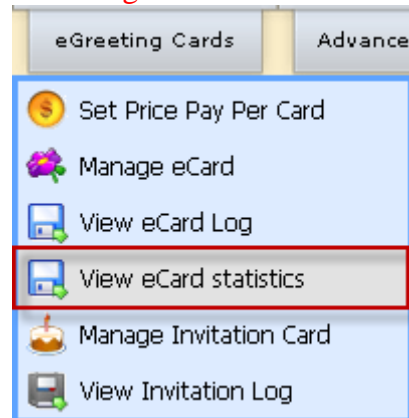 eGreeting Cards Advance
Set Price Pay Per Card
Manage eCard
View eCard Log
View eCard statistics
Manage Invitation Card
View Invitation Log